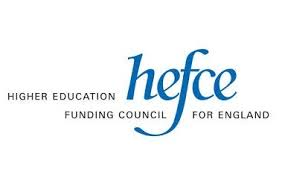 hefce
HIGHER EDUCATION
FUNDING COUNCIL FOR ENGLAND